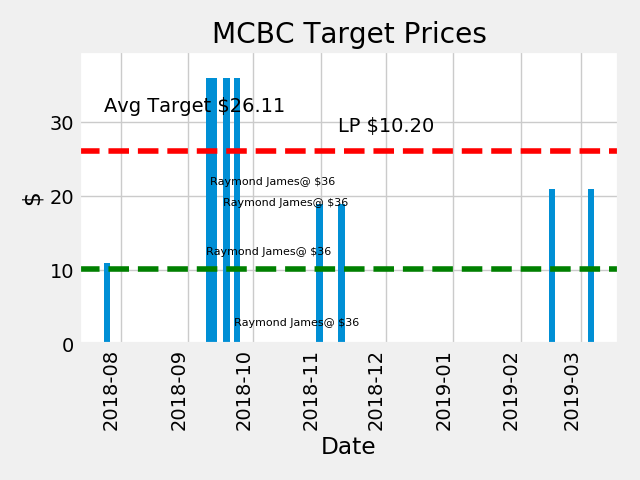 MCBC Target Prices
Avg Target $26.11
LP $10.20
30
20
10
0
$
Raymond James@ $36
Raymond James@ $36
Raymond James@ $36
Raymond James@ $36
2018-08
2018-09
2018-10
2018-11
2018-12
2019-01
2019-02
2019-03
Date